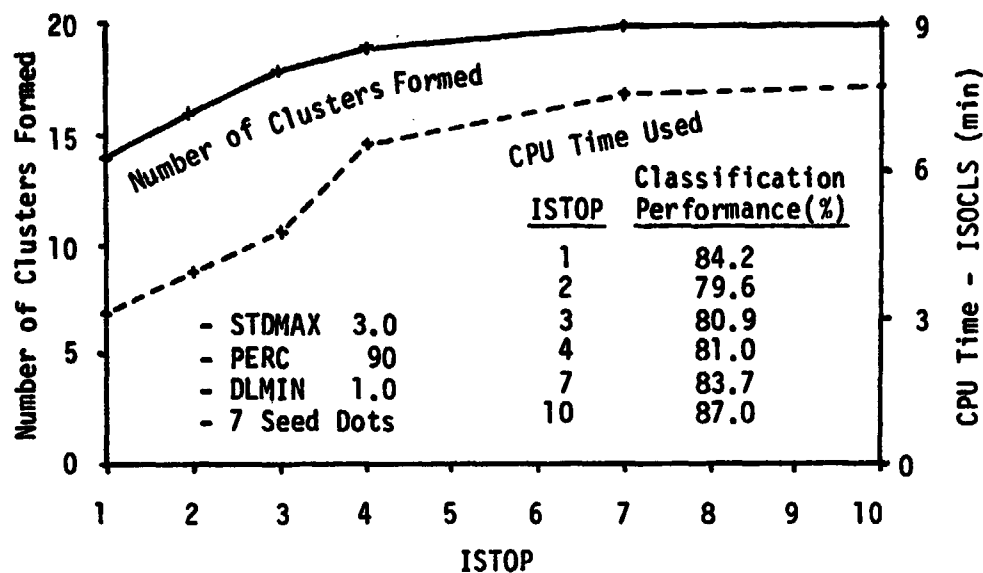 Number of Clusters Formed
20
15
10
5
0
Number of Clusters Formed
CPU Time Used
ISTOP Classification Performance(%)
1 84.2
2 79.6
3 80.9
4 81.0
7 83.7
10 87.0
- STDMAX 3.0
- PERC 90
- DLMIN 1.0
- 7 Seed Dots
9
6
3
0
CPU Time - ISOCLS (min)
1 2 3 4 5 6 7 8 9 10
ISTOP